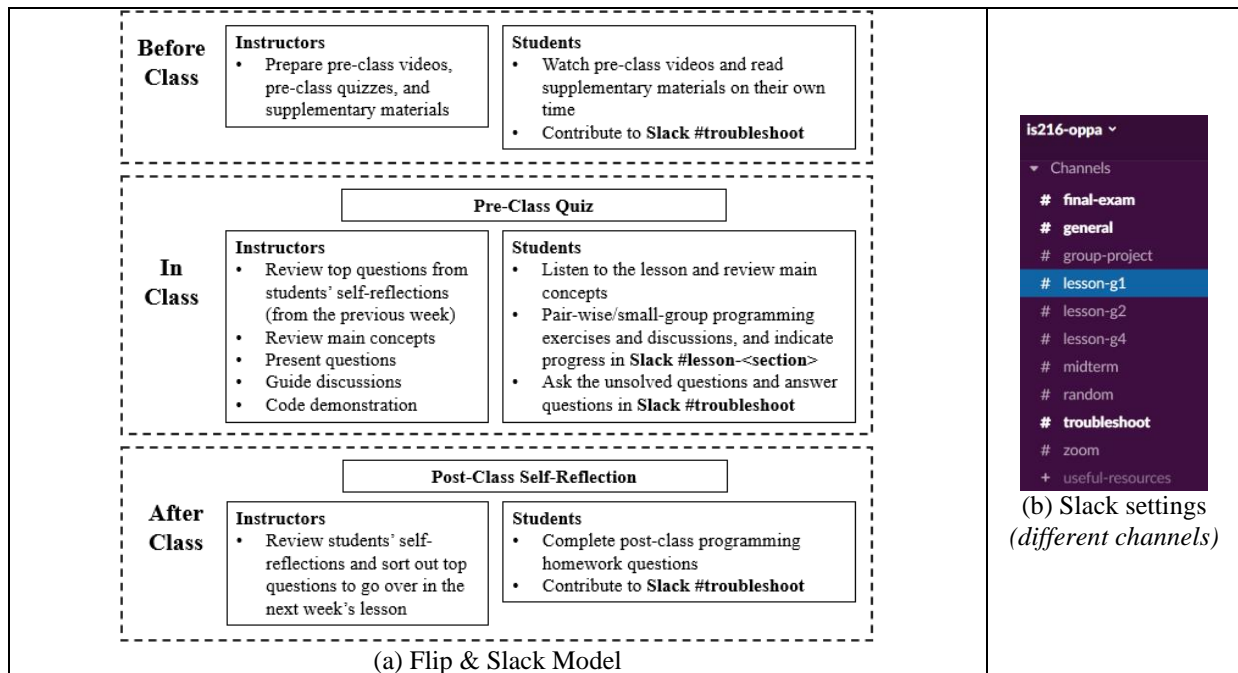 Before
Class
Instructors
• Prepare pre-class videos,
pre-class quizzes, and
supplementary materials
Students
• Watch pre-class videos and read
supplementary materials on their own
time
• Contribute to Slack #troubleshoot
In
Class
Pre-Class Quiz
Instructors
• Review top questions from
students’ self-reflections
(from the previous week)
• Review main concepts
• Present questions
• Guide discussions
• Code demonstration
Students
• Listen to the lesson and review main
concepts
• Pair-wise/small-group programming
exercises and discussions, and indicate
progress in Slack #lesson-<section>
• Ask the unsolved questions and answer
questions in Slack #troubleshoot
After
Class
Post-Class Self-Reflection
Instructors
• Review students’ self-
reflections and sort out top
questions to go over in the
next week’s lesson
Students
• Complete post-class programming
homework questions
• Contribute to Slack #troubleshoot
(a) Flip & Slack Model
is216-oppa
Channels
# final-exam
# general
# group-project
# lesson-g1
# lesson-g2
# lesson-g4
# midterm
# random
# troubleshoot
# zoom
+ useful-resources
(b) Slack settings
(different channels)